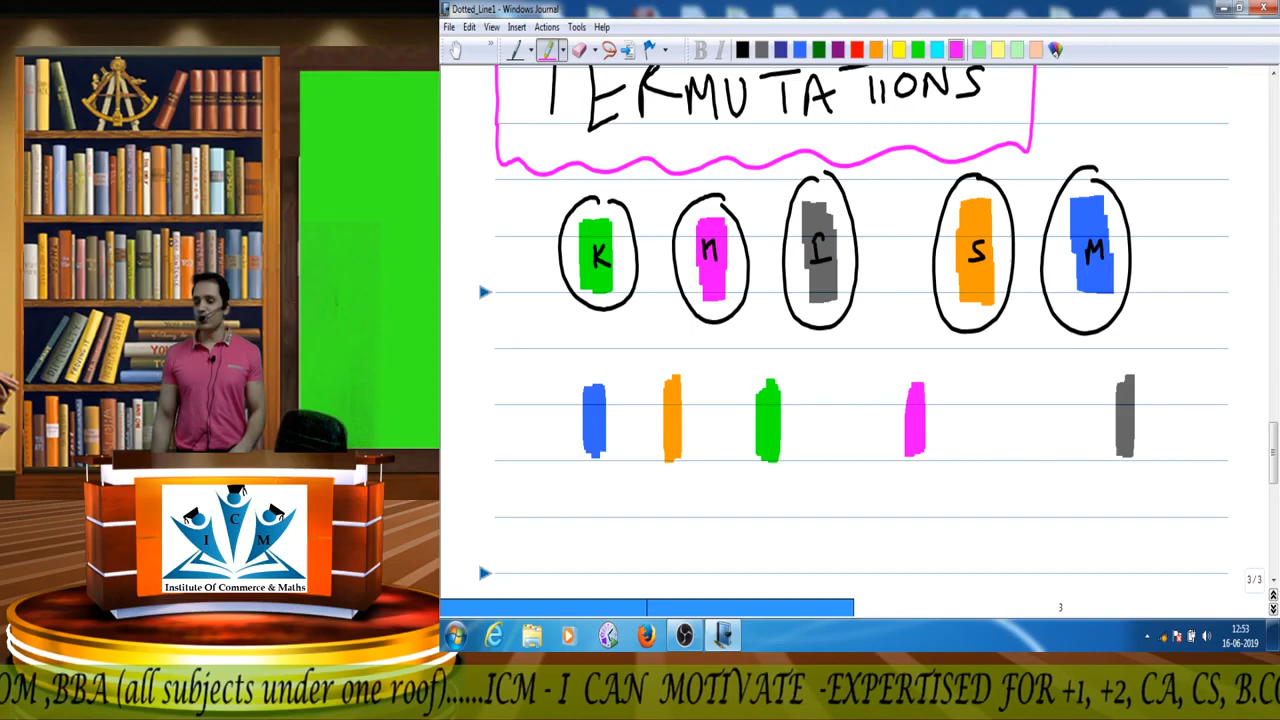 Dotted_Line1 - Windows Journal
File Edit View Insert Actions Tools Help
B I
PERMUTATIONS
K M I S M
3 / 3
3
12:53
16-06-2019
I C M
Institute Of Commerce & Maths
OM ,BBA (all subjects under one roof).....ICM - I CAN MOTIVATE -EXPERTISED FOR +1, +2, CA, CS, B.CO